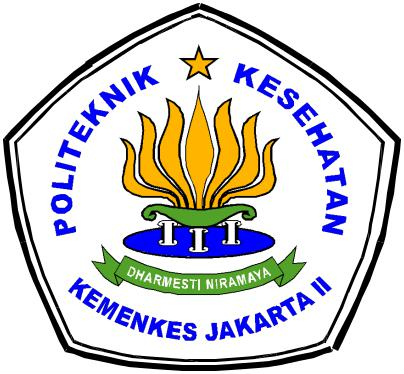 POLITEKNIK KESEHATAN
DHARMESTI NIRAMAYA
KEMENKES JAKARTA II